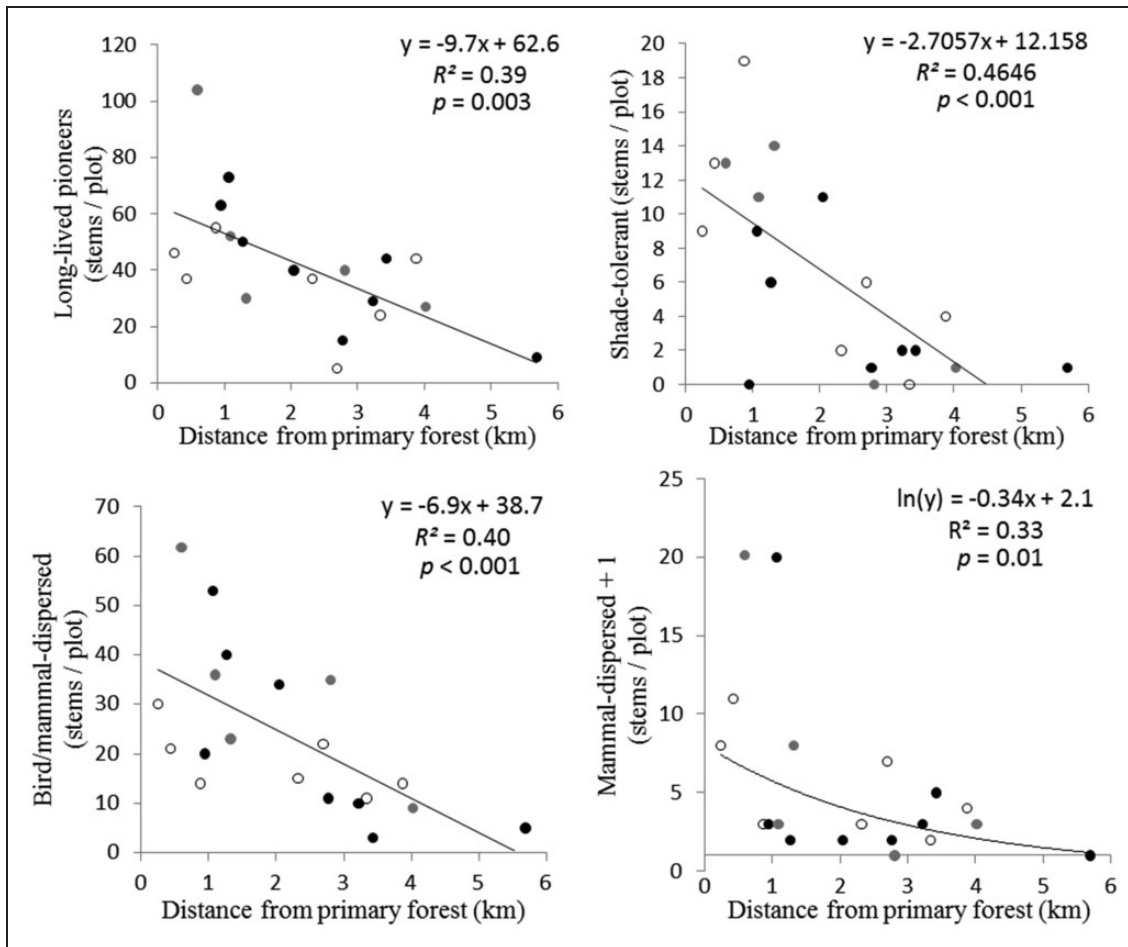 y = -9.7x + 62.6
R² = 0.39
p = 0.003
Long-lived pioneers
(stems / plot)
120
100
80
60
40
20
0
0 1 2 3 4 5 6
Distance from primary forest (km)
y = -2.7057x + 12.158
R² = 0.4646
p < 0.001
Shade-tolerant (stems / plot)
20
18
16
14
12
10
8
6
4
2
0
0 1 2 3 4 5 6
Distance from primary forest (km)
y = -6.9x + 38.7
R² = 0.40
p < 0.001
Bird/mammal-dispersed
(stems / plot)
70
60
50
40
30
20
10
0
0 1 2 3 4 5 6
Distance from primary forest (km)
ln(y) = -0.34x + 2.1
R² = 0.33
p = 0.01
Mammal-dispersed + 1
(stems / plot)
25
20
15
10
5
0
0 1 2 3 4 5 6
Distance from primary forest (km)